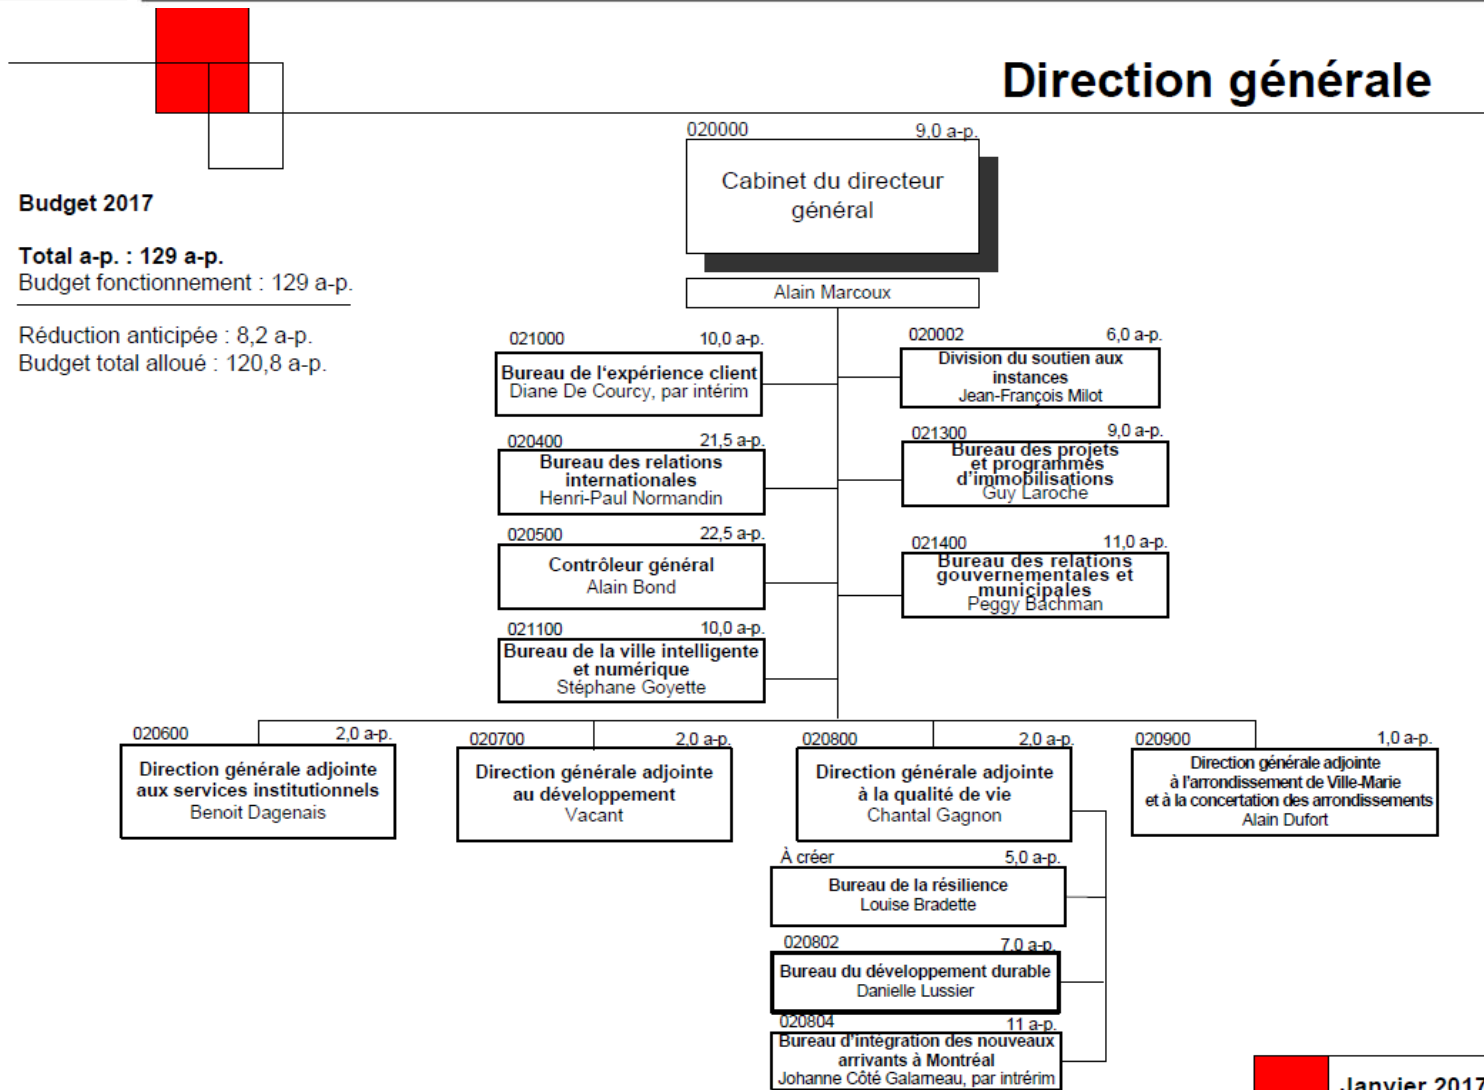 Direction générale
Budget 2017
Total a-p. : 129 a-p.
Budget fonctionnement : 129 a-p.
Réduction anticipée : 8,2 a-p.
Budget total alloué : 120,8 a-p.
020000 9,0 a-p.
Cabinet du directeur
général
Alain Marcoux
021000 10,0 a-p.
Bureau de l'expérience client
Diane De Courcy, par intérim
020002 6,0 a-p.
Division du soutien aux
instances
Jean-François Milot
020400 21,5 a-p.
Bureau des relations
internationales
Henri-Paul Normandin
021300 9,0 a-p.
Bureau des projets
et programmes
d'immobilisations
Guy Laroche
020500 22,5 a-p.
Contrôleur général
Alain Bond
021400 11,0 a-p.
Bureau des relations
gouvernementales et
municipales
Peggy Bachman
021100 10,0 a-p.
Bureau de la ville intelligente
et numérique
Stéphane Goyette
020600 2,0 a-p.
Direction générale adjointe
aux services institutionnels
Benoit Dagenais
020700 2,0 a-p.
Direction générale adjointe
au développement
Vacant
020800 2,0 a-p.
Direction générale adjointe
à la qualité de vie
Chantal Gagnon
020900 1,0 a-p.
Direction générale adjointe
à l'arrondissement de Ville-Marie
et à la concertation des arrondissements
Alain Dufort
À créer 5,0 a-p.
Bureau de la résilience
Louise Bradette
020802 7,0 a-p.
Bureau du développement durable
Danielle Lussier
020804 11 a-p.
Bureau d'intégration des nouveaux
arrivants à Montréal
Johanne Côté Galarneau, par intrérim
Janvier 2017